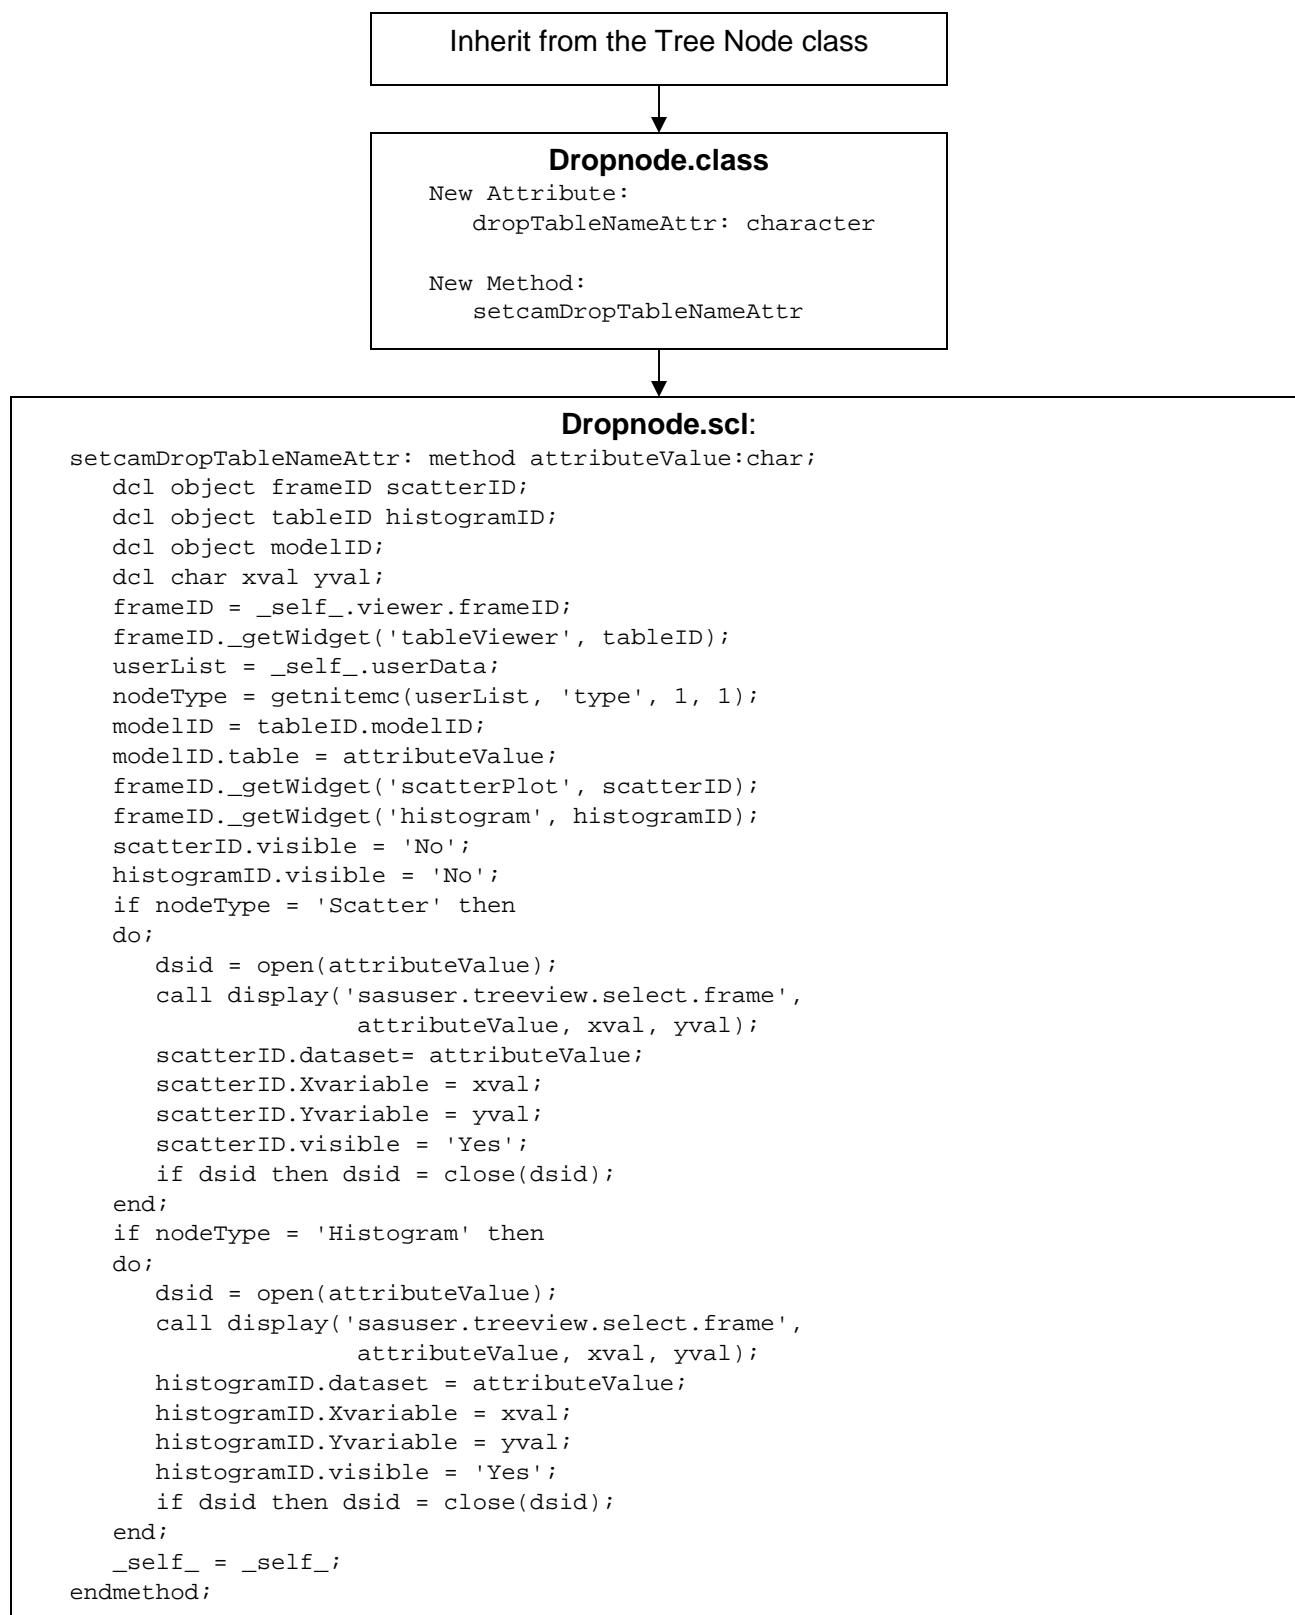 Inherit from the Tree Node class
Dropnode.class
New Attribute:
   dropTableNameAttr: character
New Method:
   setcamDropTableNameAttr
Dropnode.scl:
setcamDropTableNameAttr: method attributeValue:char;
   dcl object frameID scatterID;
   dcl object tableID histogramID;
   dcl object modelID;
   dcl char xval yval;
   frameID = _self_.viewer.frameID;
   frameID._getWidget('tableViewer', tableID);
   userList = _self_.userData;
   nodeType = getnitemc(userList, 'type', 1, 1);
   modelID = tableID.modelID;
   modelID.table = attributeValue;
   frameID._getWidget('scatterPlot', scatterID);
   frameID._getWidget('histogram', histogramID);
   scatterID.visible = 'No';
   histogramID.visible = 'No';
   if nodeType = 'Scatter' then
   do;
      dsid = open(attributeValue);
      call display('sasuser.treeview.select.frame',
                    attributeValue, xval, yval);
      scatterID.dataset= attributeValue;
      scatterID.Xvariable = xval;
      scatterID.Yvariable = yval;
      scatterID.visible = 'Yes';
      if dsid then dsid = close(dsid);
   end;
   if nodeType = 'Histogram' then
   do;
      dsid = open(attributeValue);
      call display('sasuser.treeview.select.frame',
                    attributeValue, xval, yval);
      histogramID.dataset = attributeValue;
      histogramID.Xvariable = xval;
      histogramID.Yvariable = yval;
      histogramID.visible = 'Yes';
      if dsid then dsid = close(dsid);
   end;
   _self_ = _self_;
endmethod;